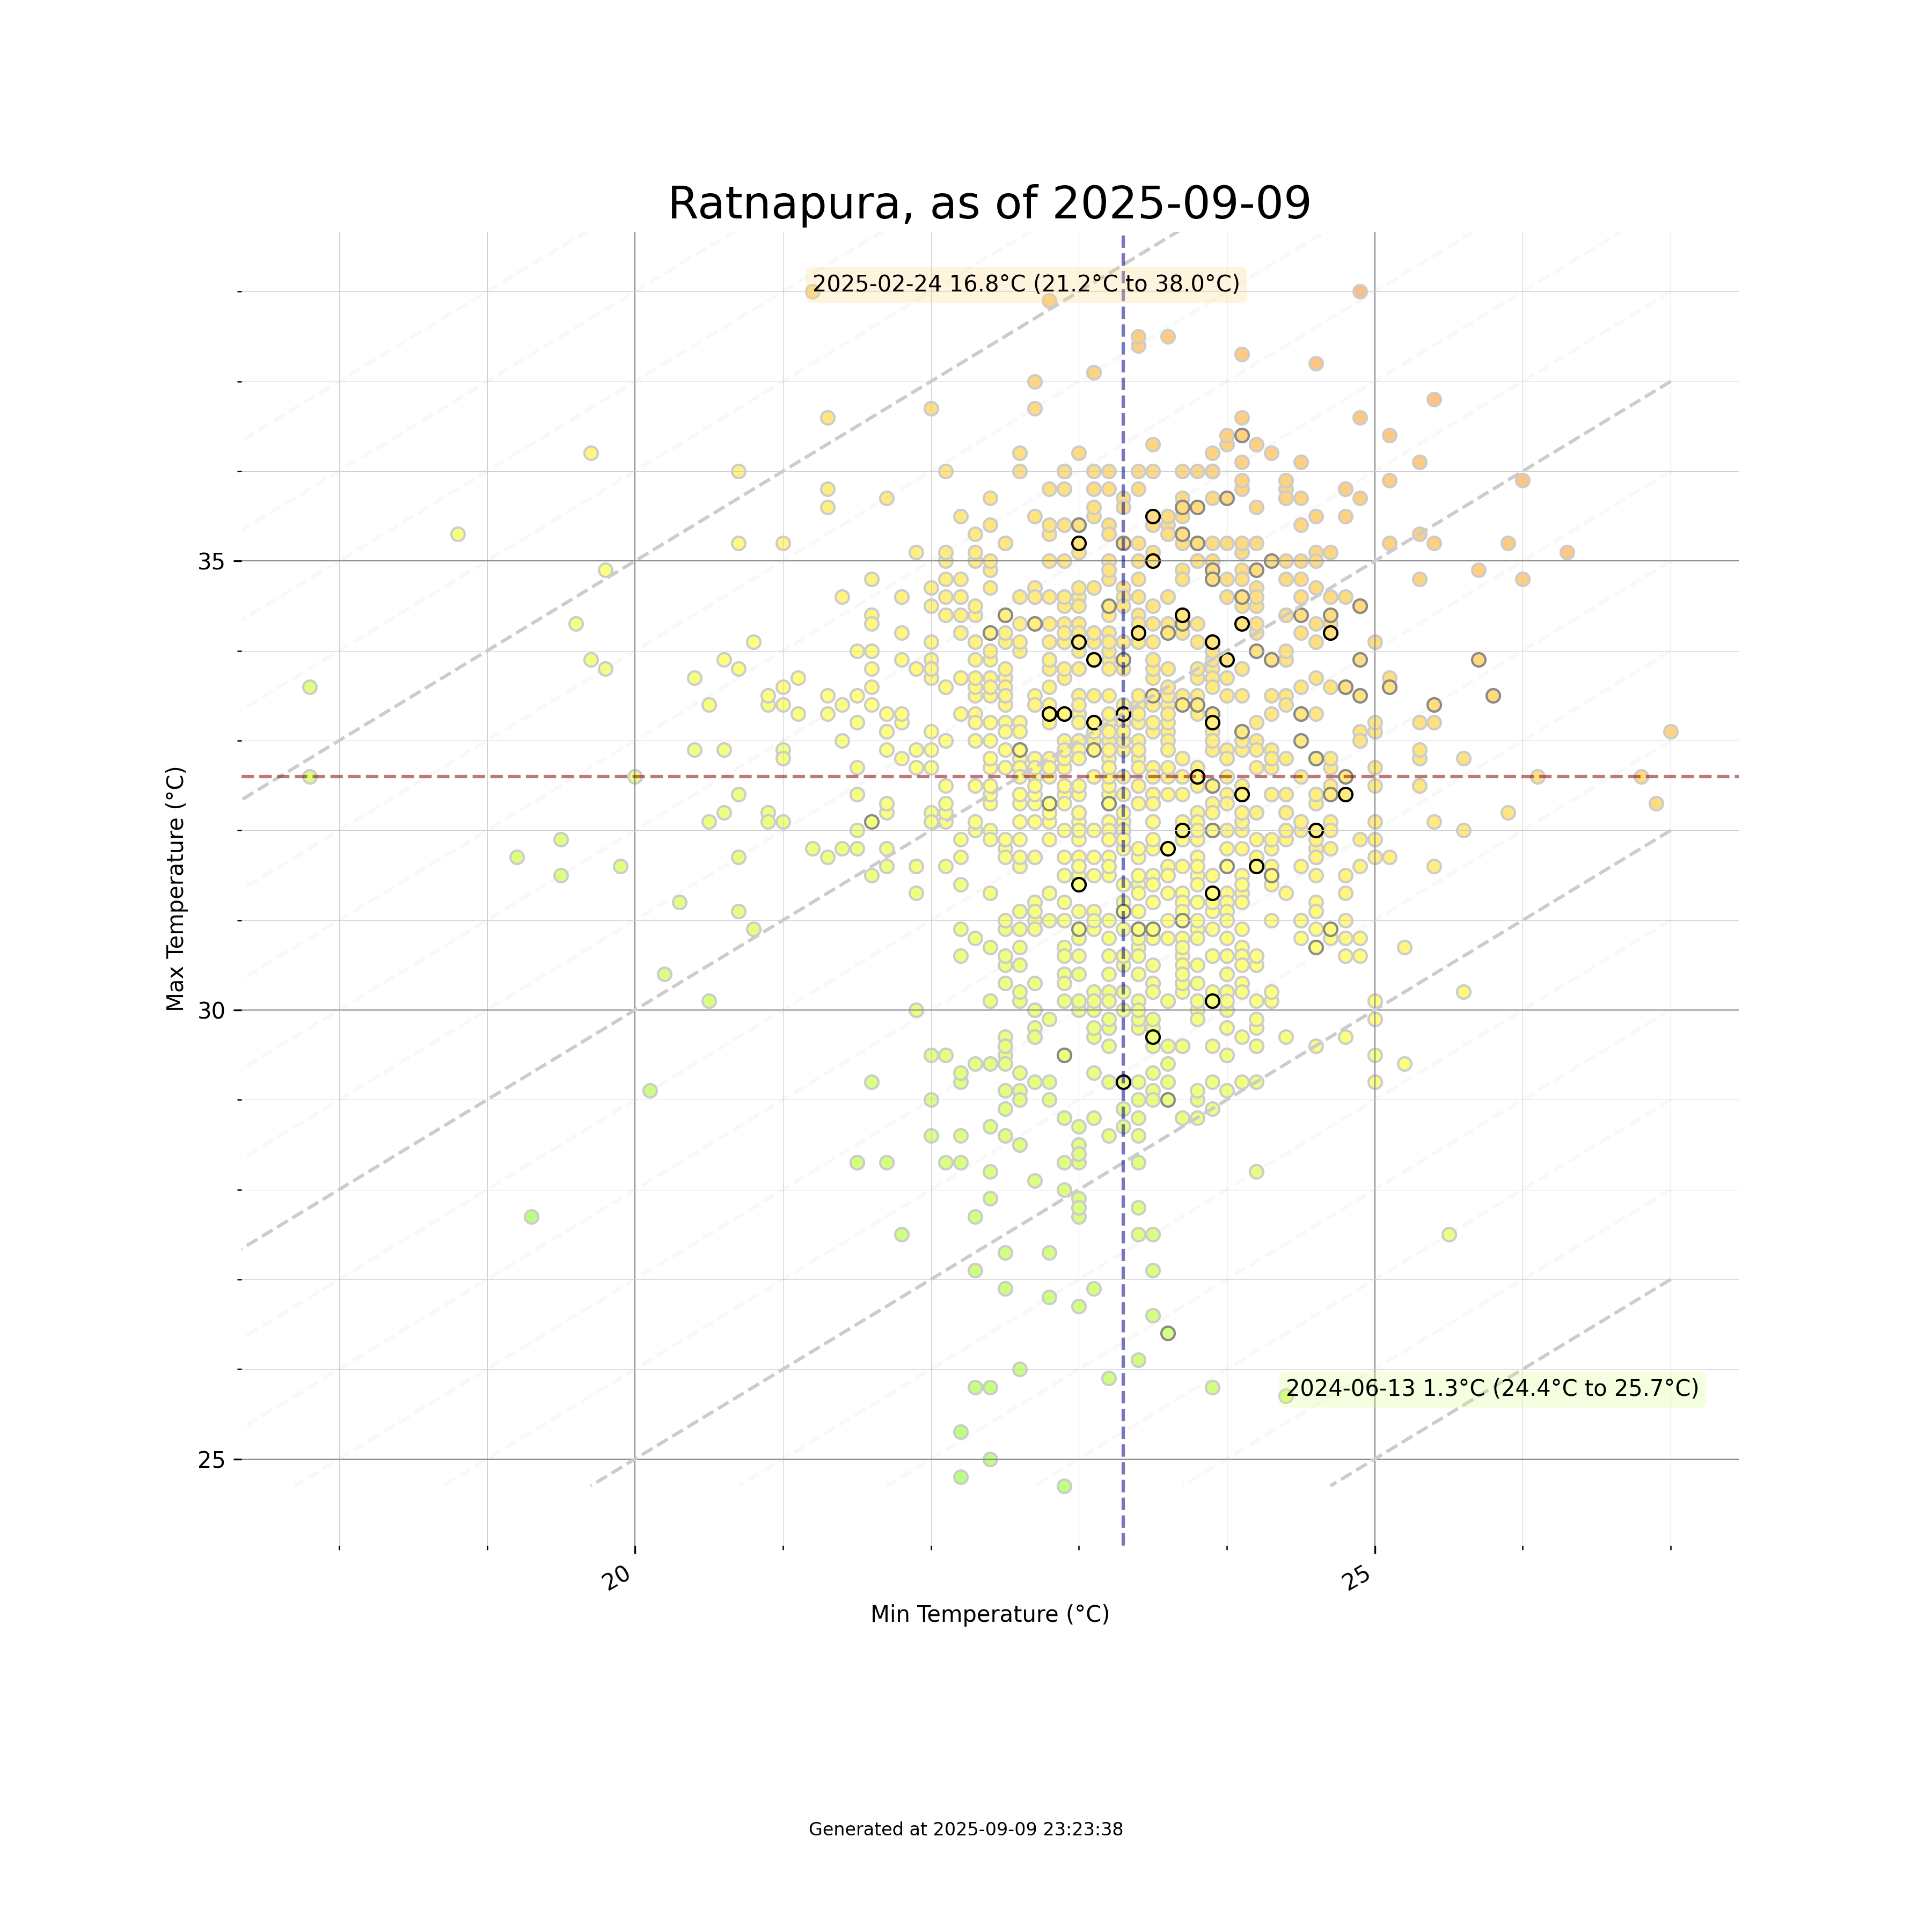 Ratnapura, as of 2025-09-09
2025-02-24 16.8°C (21.2°C to 38.0°C)
35
Max Temperature (°C)
30
2024-06-13 1.3°C (24.4°C to 25.7°C)
25
20
25
Min Temperature (°C)
Generated at 2025-09-09 23:23:38